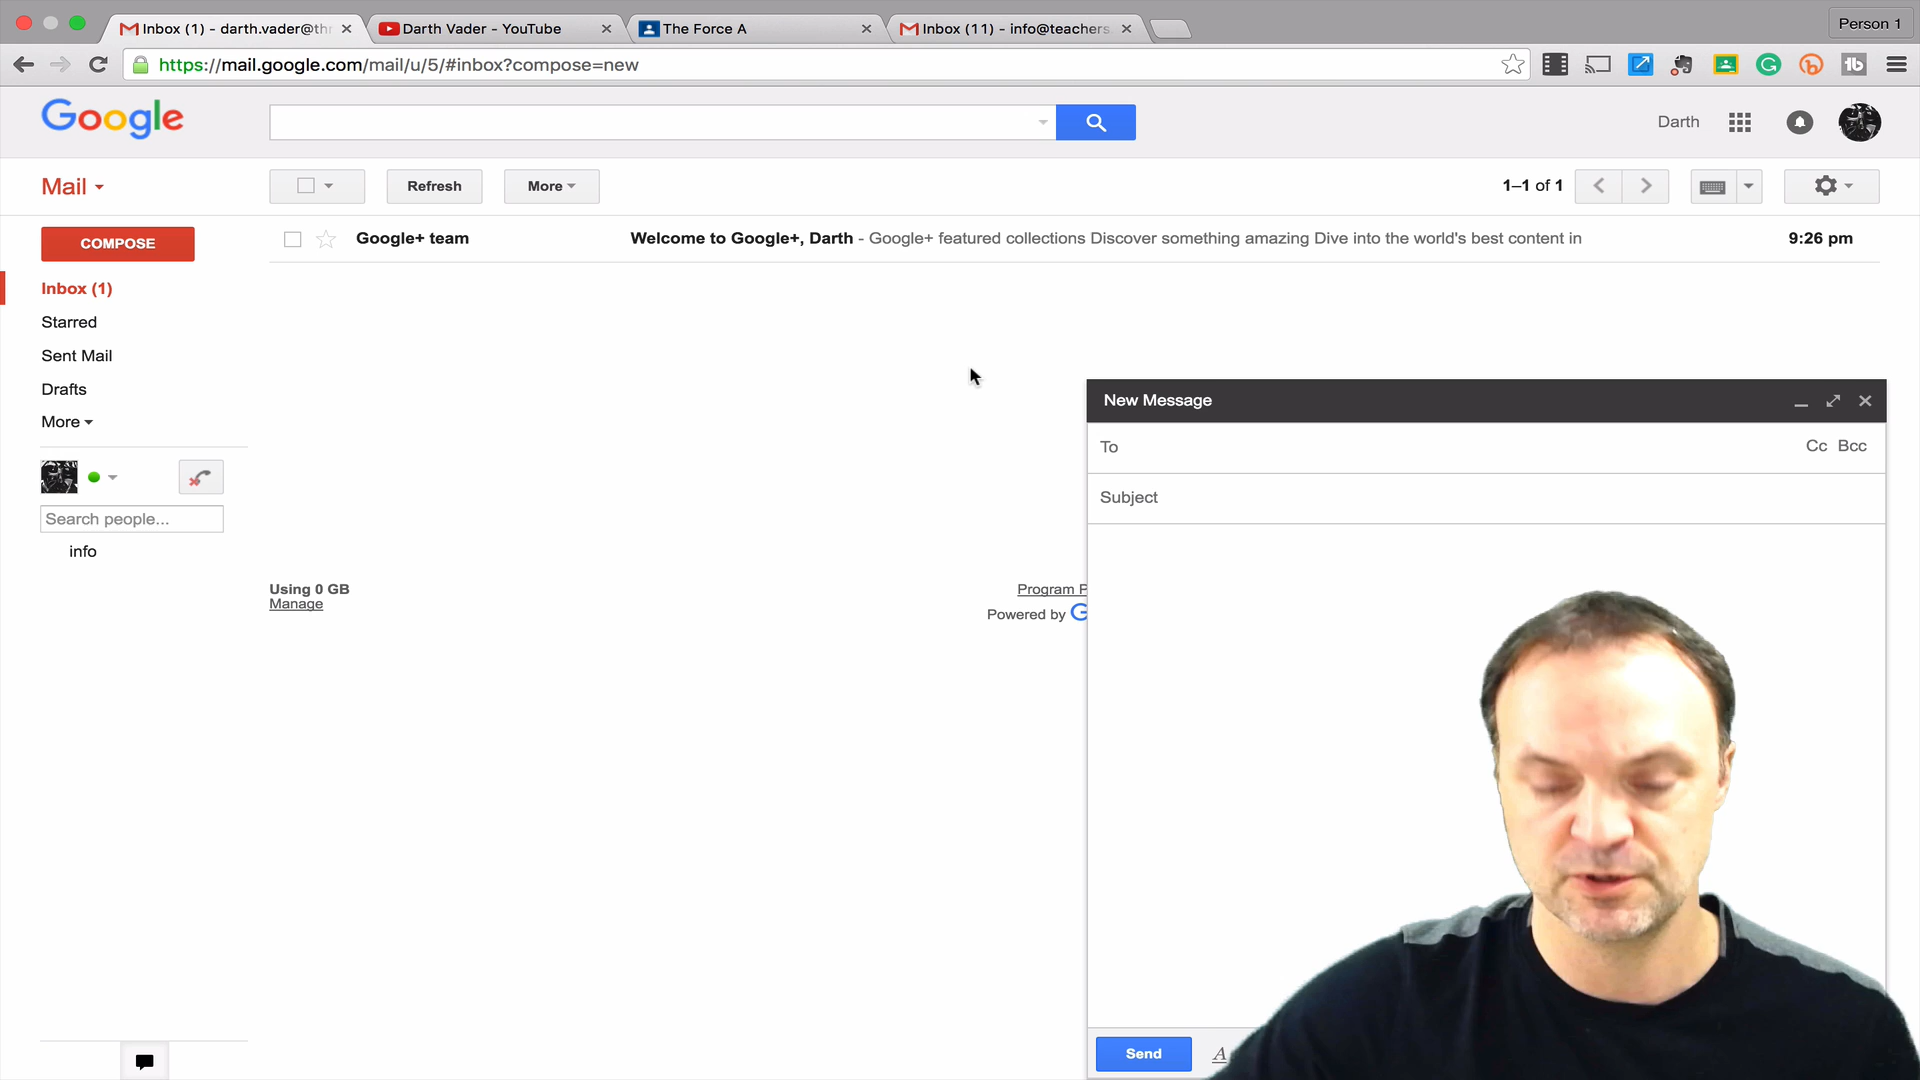 Inbox (1) - darth.vader@thr
Darth Vader - YouTube
The Force A
Inbox (11) - info@teachers.
Person 1
https://mail.google.com/mail/u/5/#inbox?compose=new
Google
Darth
Mail
Refresh
More
1–1 of 1
COMPOSE
Google+ team
Welcome to Google+, Darth - Google+ featured collections Discover something amazing Dive into the world's best content in
9:26 pm
Inbox (1)
Starred
Sent Mail
Drafts
More
Search people...
info
Using 0 GB
Manage
Program P
Powered by G
New Message
To
Cc Bcc
Subject
Send
A